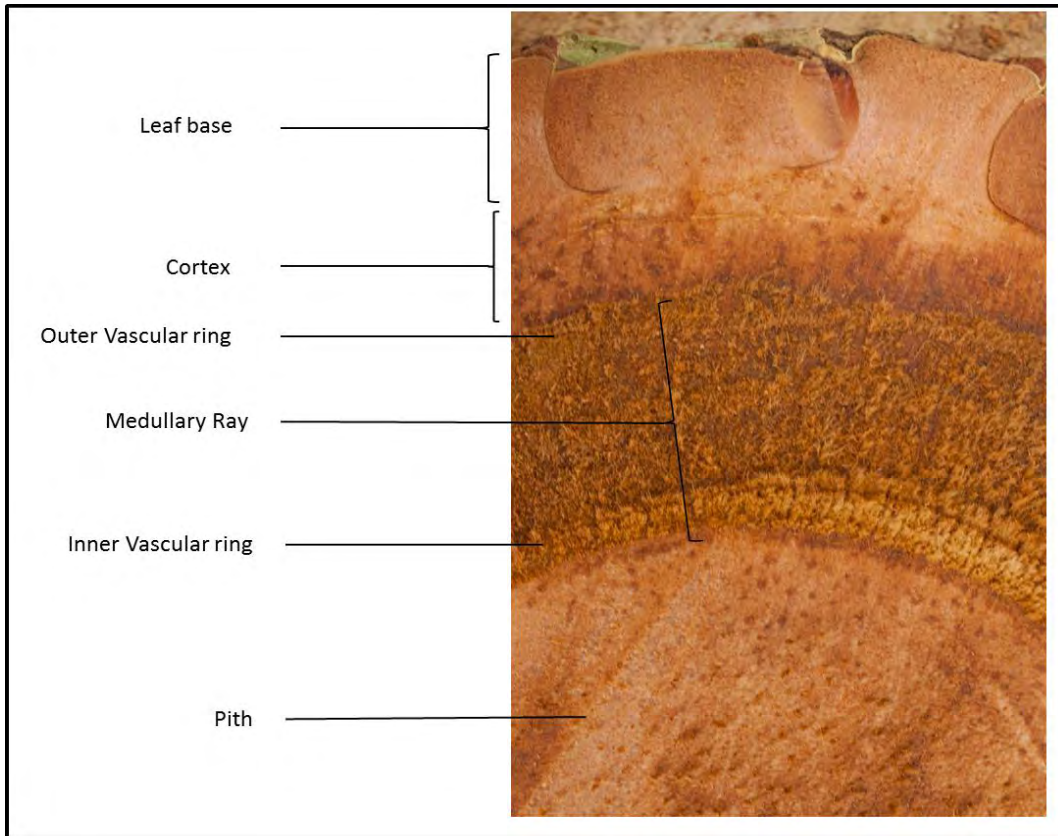 Leaf base
Cortex
Outer Vascular ring
Medullary Ray
Inner Vascular ring
Pith